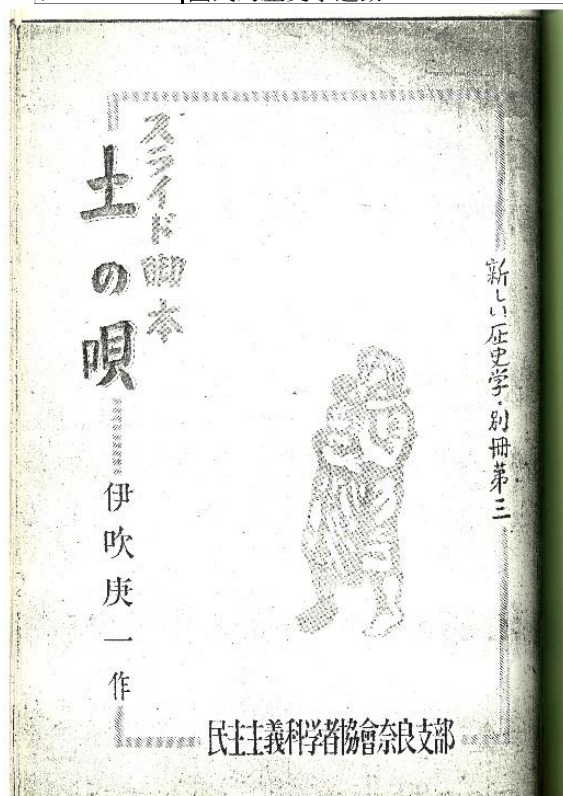 新しい歴史学・別冊第三
スライド脚本
土の唄
伊吹庚一作
民主主義科学者協會奈良支部